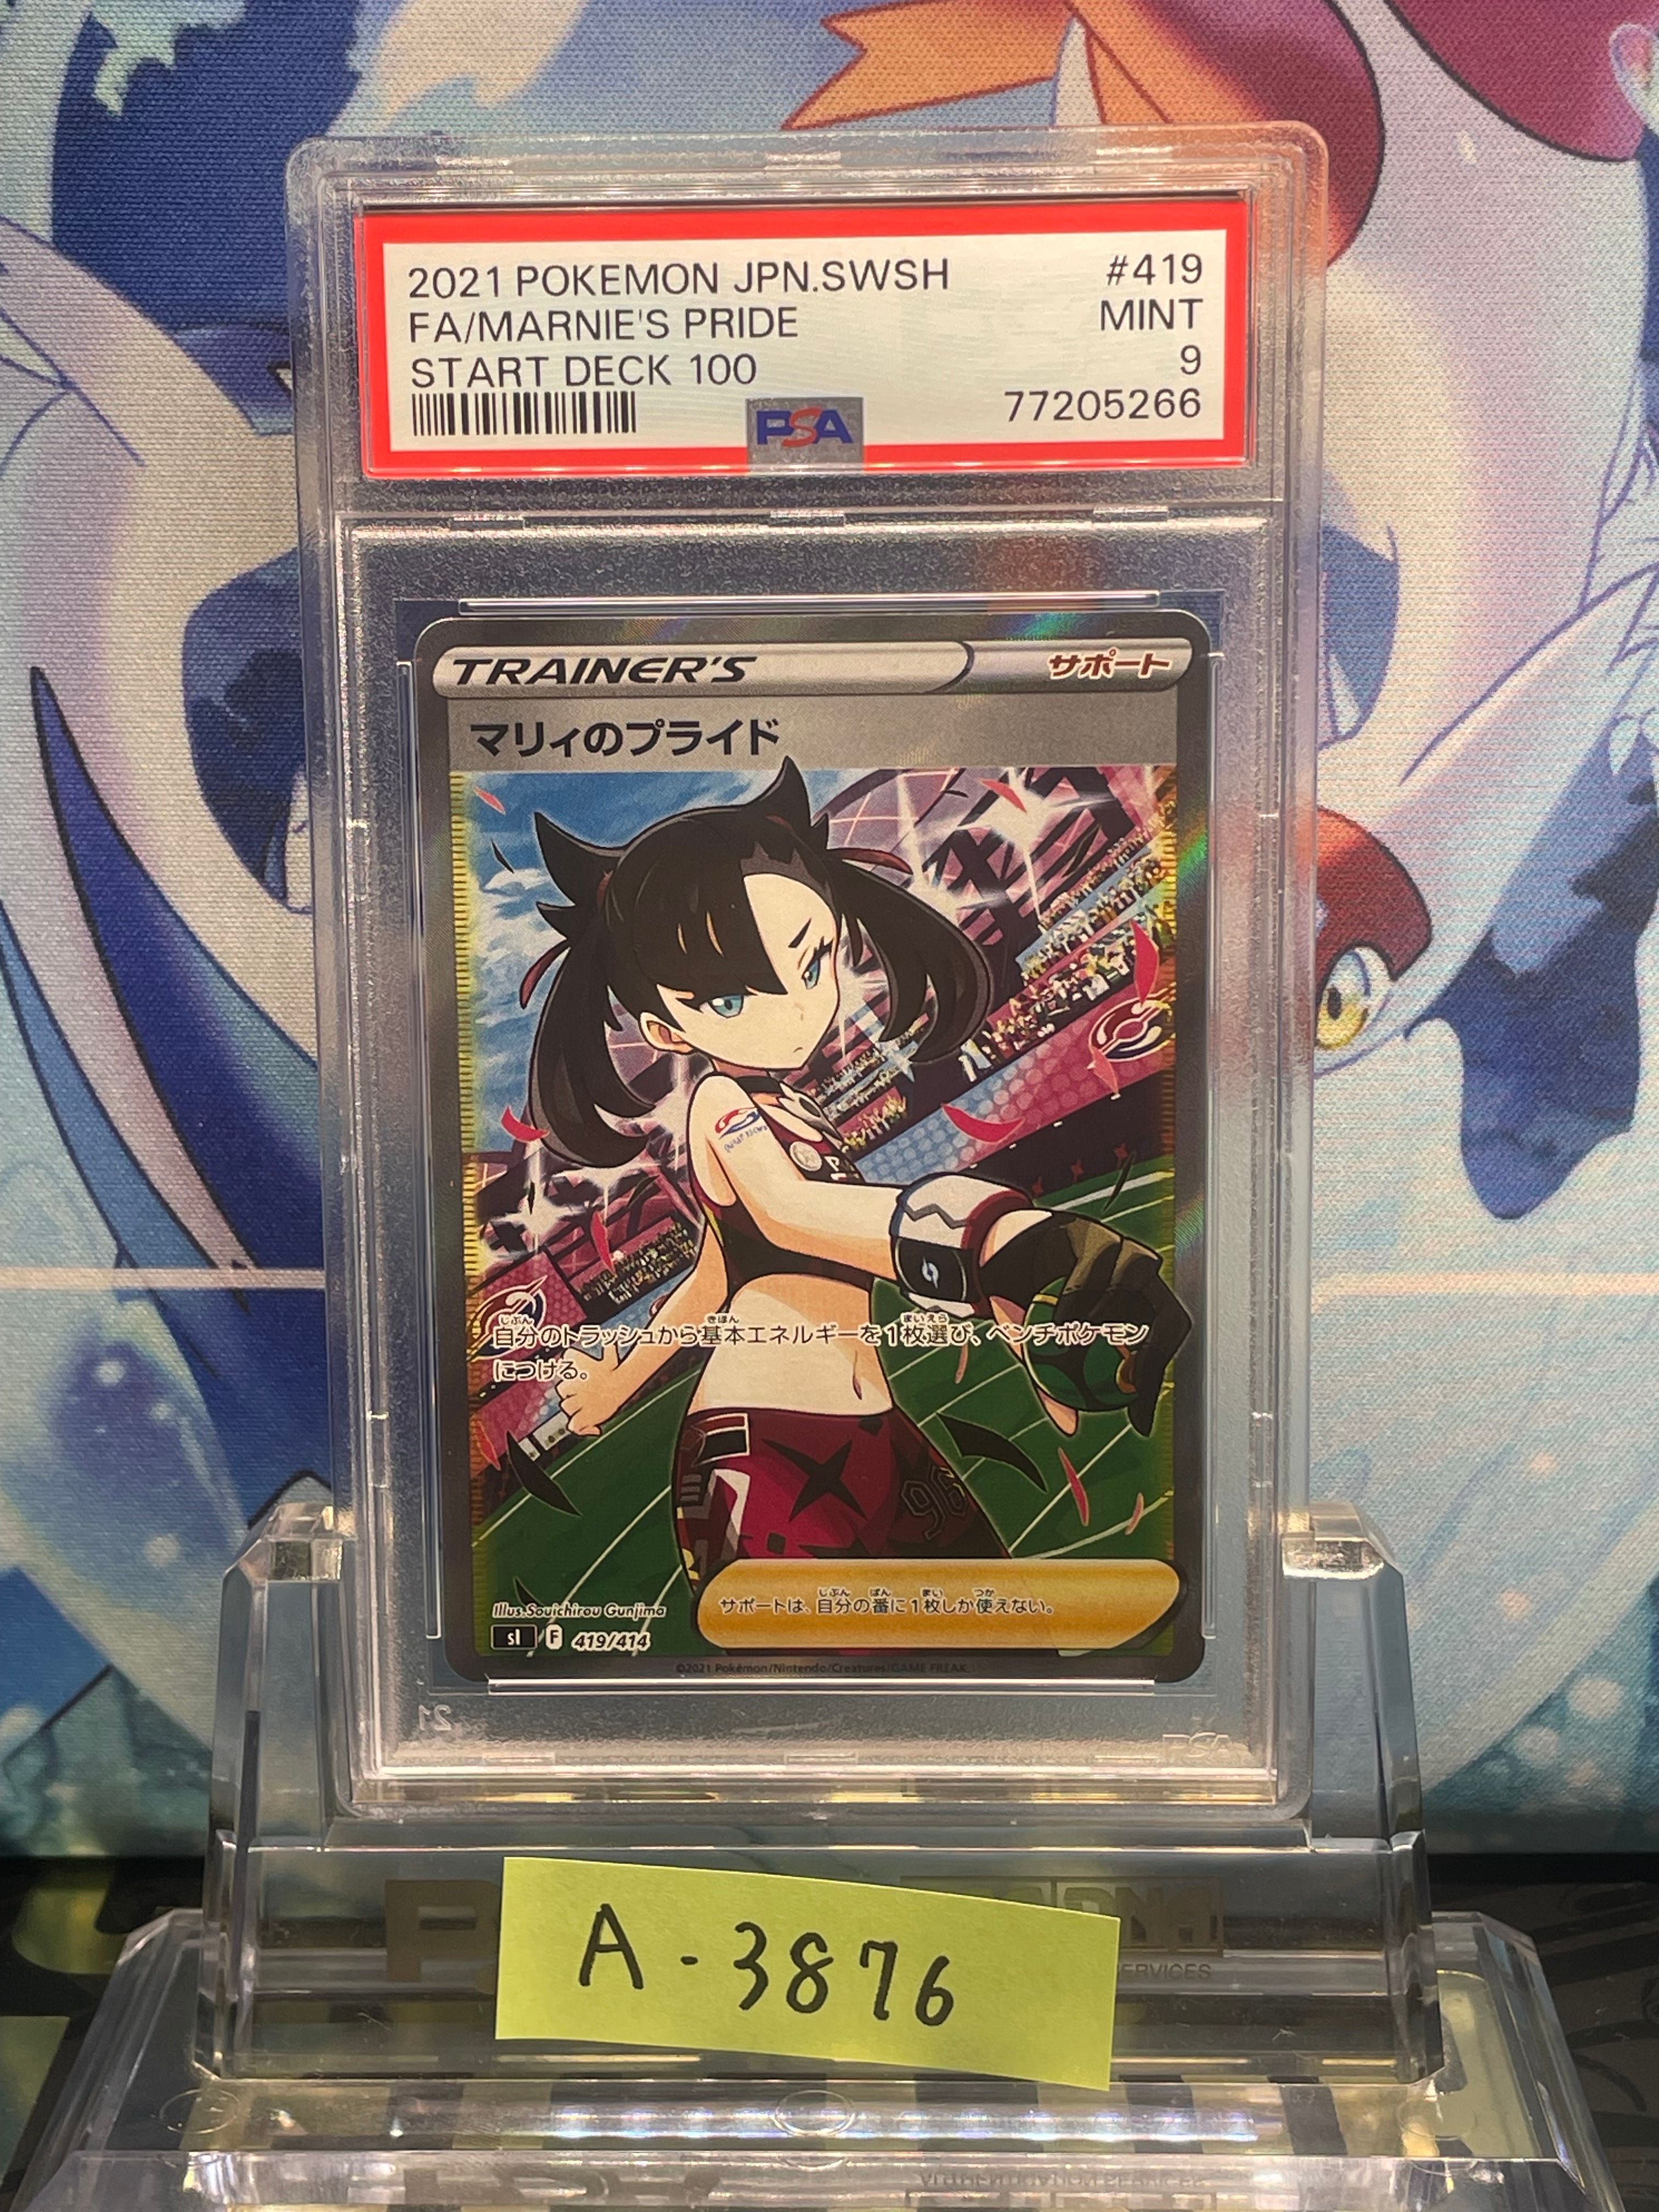 2021 POKEMON JPN.SWSH #419
FA/MARNIE'S PRIDE MINT
START DECK 100 9
77205266
PSA
TRAINER'S サポート
マリィのプライド
自分のトラッシュから基本エネルギーを1枚選び、ベンチポケモン
につける。
サポートは、自分の番に1枚しか使えない。
Illus.Souichirou Gunjima
sI F 419/414
©2021 Pokémon/Nintendo/Creatures/GAME FREAK
PSA
A-3876